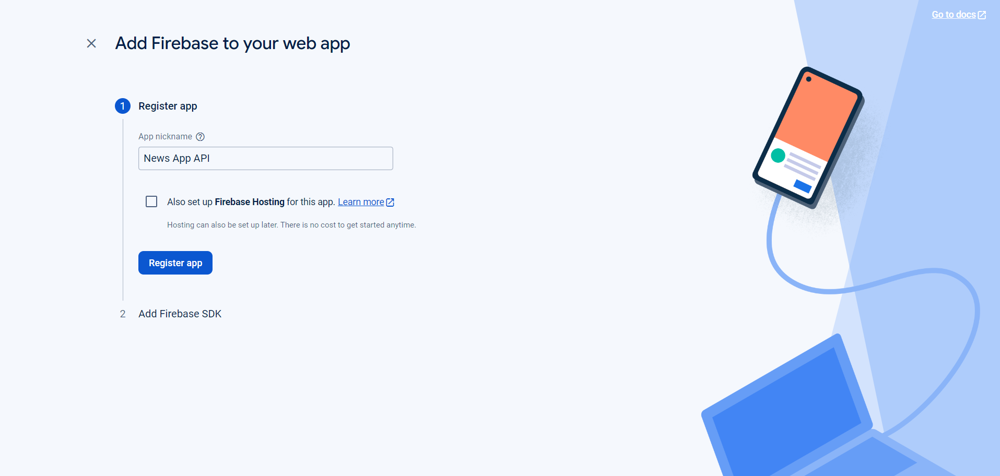 Go to docs
Add Firebase to your web app
1 Register app
App nickname
News App API
Also set up Firebase Hosting for this app. Learn more
Hosting can also be set up later. There is no cost to get started anytime.
Register app
2 Add Firebase SDK